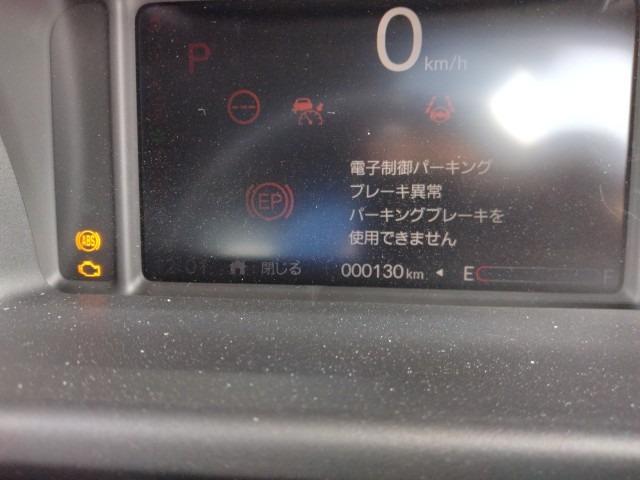 P
0 km/h
電子制御パーキング
ブレーキ異常
EP
パーキングブレーキを
使用できません
ABS
閉じる
000130 km
E
F